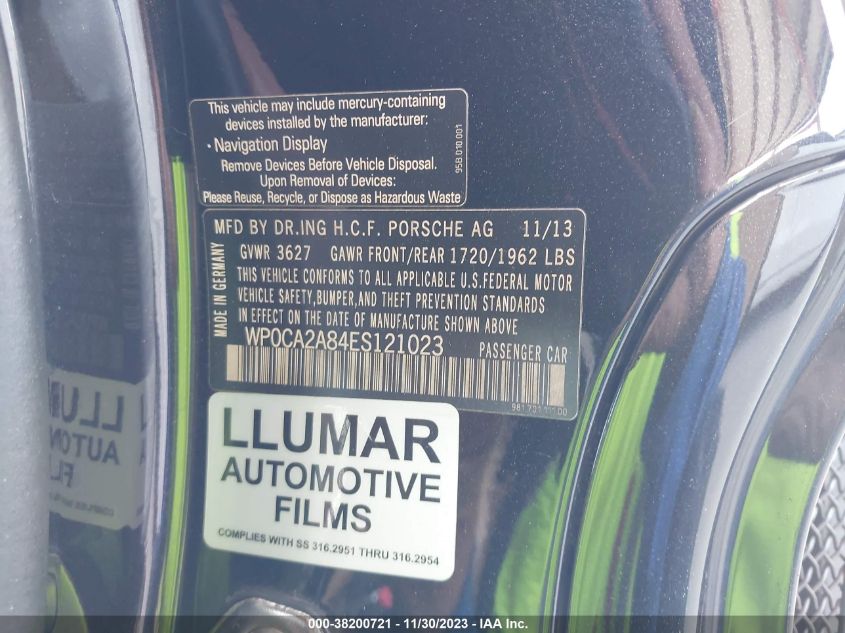 This vehicle may include mercury-containing
devices installed by the manufacturer:
· Navigation Display
Remove Devices Before Vehicle Disposal.
Upon Removal of Devices:
Please Reuse, Recycle, or Dispose as Hazardous Waste
95B.010.001
MFD BY DR.ING H.C.F. PORSCHE AG 11/13
GVWR 3627 GAWR FRONT/REAR 1720/1962 LBS
THIS VEHICLE CONFORMS TO ALL APPLICABLE U.S.FEDERAL MOTOR
VEHICLE SAFETY,BUMPER,AND THEFT PREVENTION STANDARDS
IN EFFECT ON THE DATE OF MANUFACTURE SHOWN ABOVE
MADE IN GERMANY
WP0CA2A84ES121023 PASSENGER CAR
LLUMAR
AUTOMOTIVE
FILMS
COMPLIES WITH SS 316.2951 THRU 316.2954
000-38200721 - 11/30/2023 - IAA Inc.